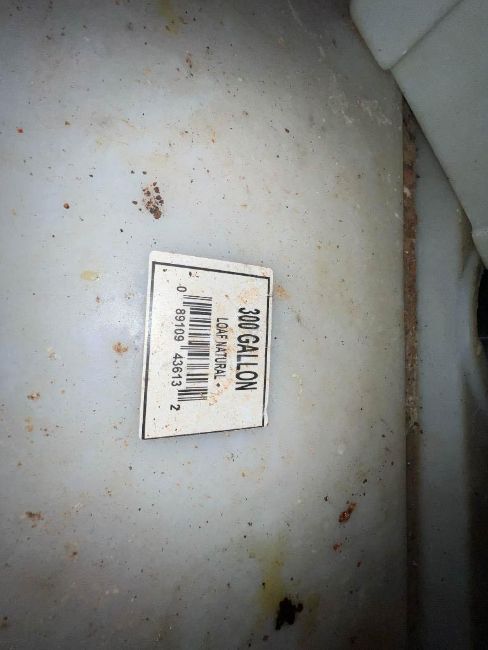 300 GALLON
LOAF NATURAL •
0 89109 43613 2